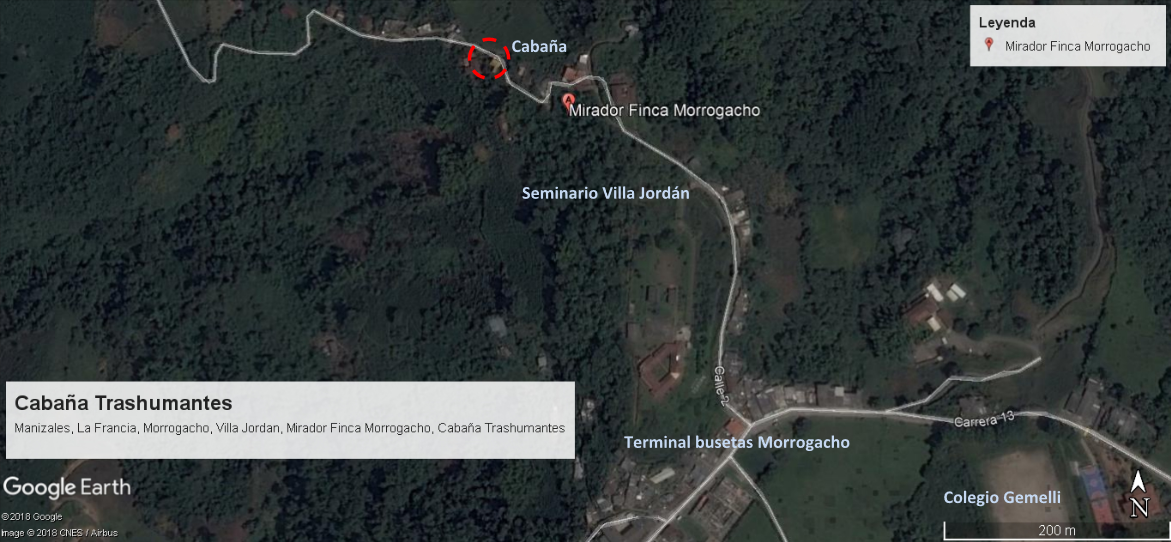 Leyenda
Mirador Finca Morrogacho
Cabaña
Mirador Finca Morrogacho
Seminario Villa Jordán
Calle 2
Carrera 13
Cabaña Trashumantes
Manizales, La Francia, Morrogacho, Villa Jordan, Mirador Finca Morrogacho, Cabaña Trashumantes
Terminal busetas Morrogacho
Google Earth
Colegio Gemelli
N
©2018 Google
Image © 2018 CNES / Airbus
200 m